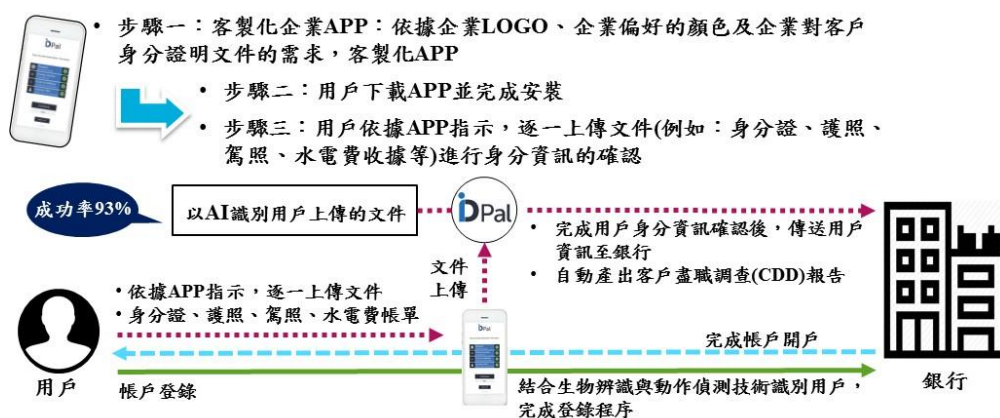 • 步驟一：客製化企業APP：依據企業LOGO、企業偏好的顏色及企業對客戶
身分證明文件的需求，客製化APP
• 步驟二：用戶下載APP並完成安裝
• 步驟三：用戶依據APP指示，逐一上傳文件(例如：身分證、護照、
駕照、水電費收據等)進行身分資訊的確認
iDPal
成功率93%
以AI識別用戶上傳的文件
iDPal
• 完成用戶身分資訊確認後，傳送用戶
資訊至銀行
• 自動產出客戶盡職調查(CDD)報告
文件
上傳
•依據APP指示，逐一上傳文件
•身分證、護照、駕照、水電費帳單
iDPal
完成帳戶開戶
用戶
帳戶登錄
結合生物辨識與動作偵測技術識別用戶，
完成登錄程序
銀行